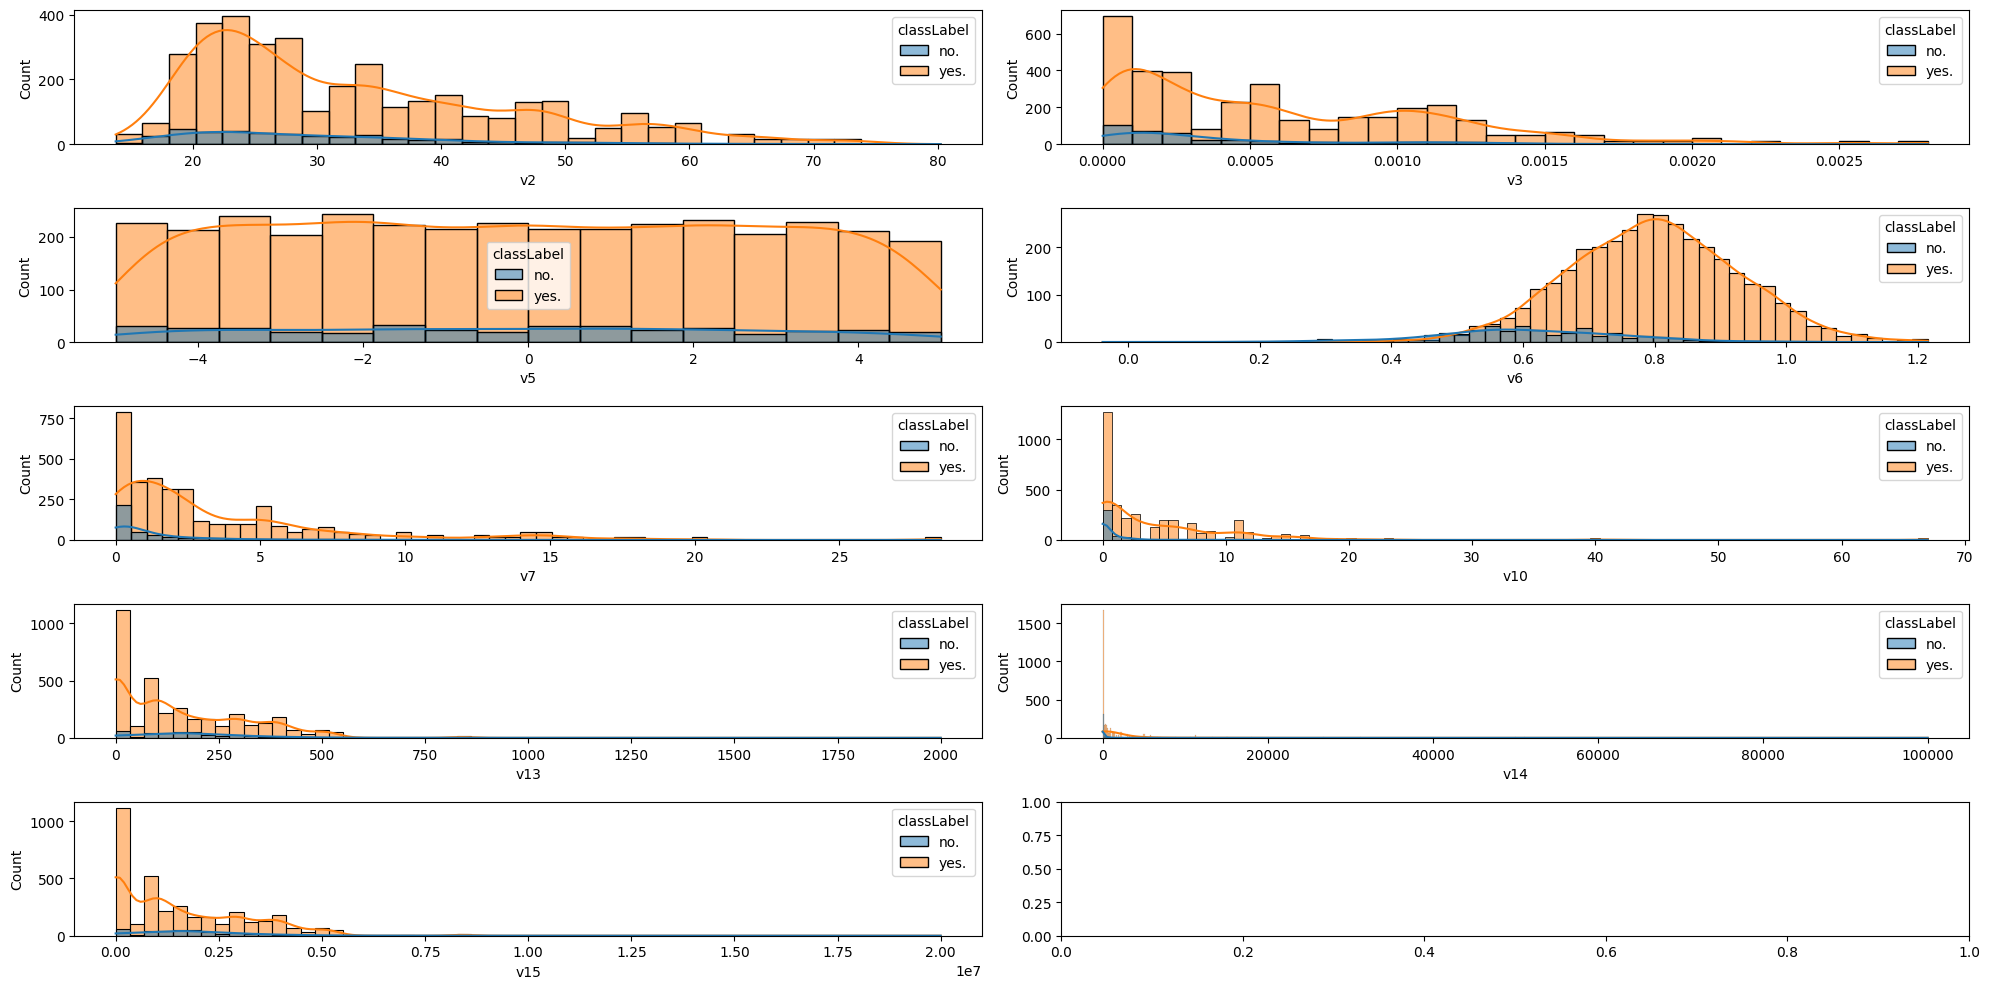 400
200
0
Count
20 30 40 50 60 70 80
v2
classLabel
no.
yes.
600
400
200
0
Count
0.0000 0.0005 0.0010 0.0015 0.0020 0.0025
v3
classLabel
no.
yes.
200
100
0
Count
−4 −2 0 2 4
v5
classLabel
no.
yes.
200
100
0
Count
0.0 0.2 0.4 0.6 0.8 1.0 1.2
v6
classLabel
no.
yes.
750
500
250
0
Count
0 5 10 15 20 25
v7
classLabel
no.
yes.
1000
500
0
Count
0 10 20 30 40 50 60 70
v10
classLabel
no.
yes.
1000
500
0
Count
0 250 500 750 1000 1250 1500 1750 2000
v13
classLabel
no.
yes.
1500
1000
500
0
Count
0 20000 40000 60000 80000 100000
v14
classLabel
no.
yes.
1000
500
0
Count
0.00 0.25 0.50 0.75 1.00 1.25 1.50 1.75 2.00
v15
1e7
classLabel
no.
yes.
1.00
0.75
0.50
0.25
0.00
0.0 0.2 0.4 0.6 0.8 1.0